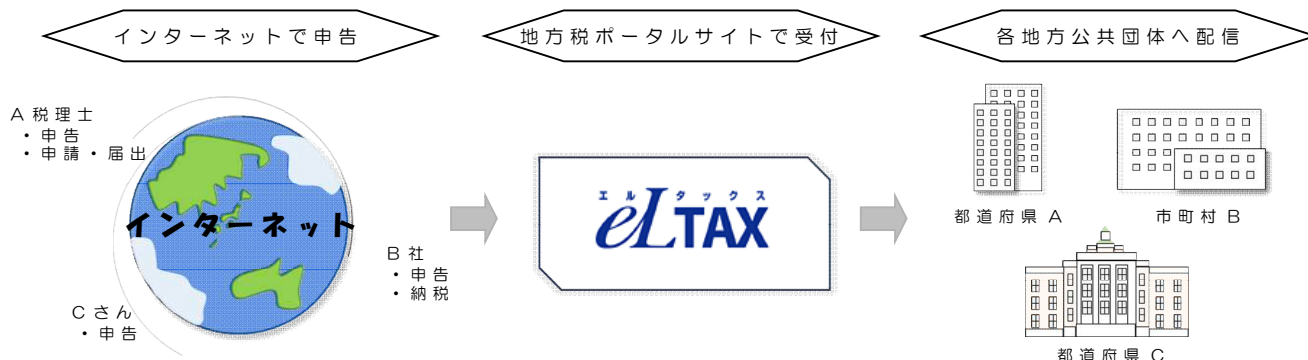 インターネットで申告
地方税ポータルサイトで受付
各地方公共団体へ配信
A 税理士
・申告
・申請・届出
インターネット
B 社
・申告
・納税
C さん
・申告
エルタックス
eLTAX
都道府県 A
市町村 B
都道府県 C